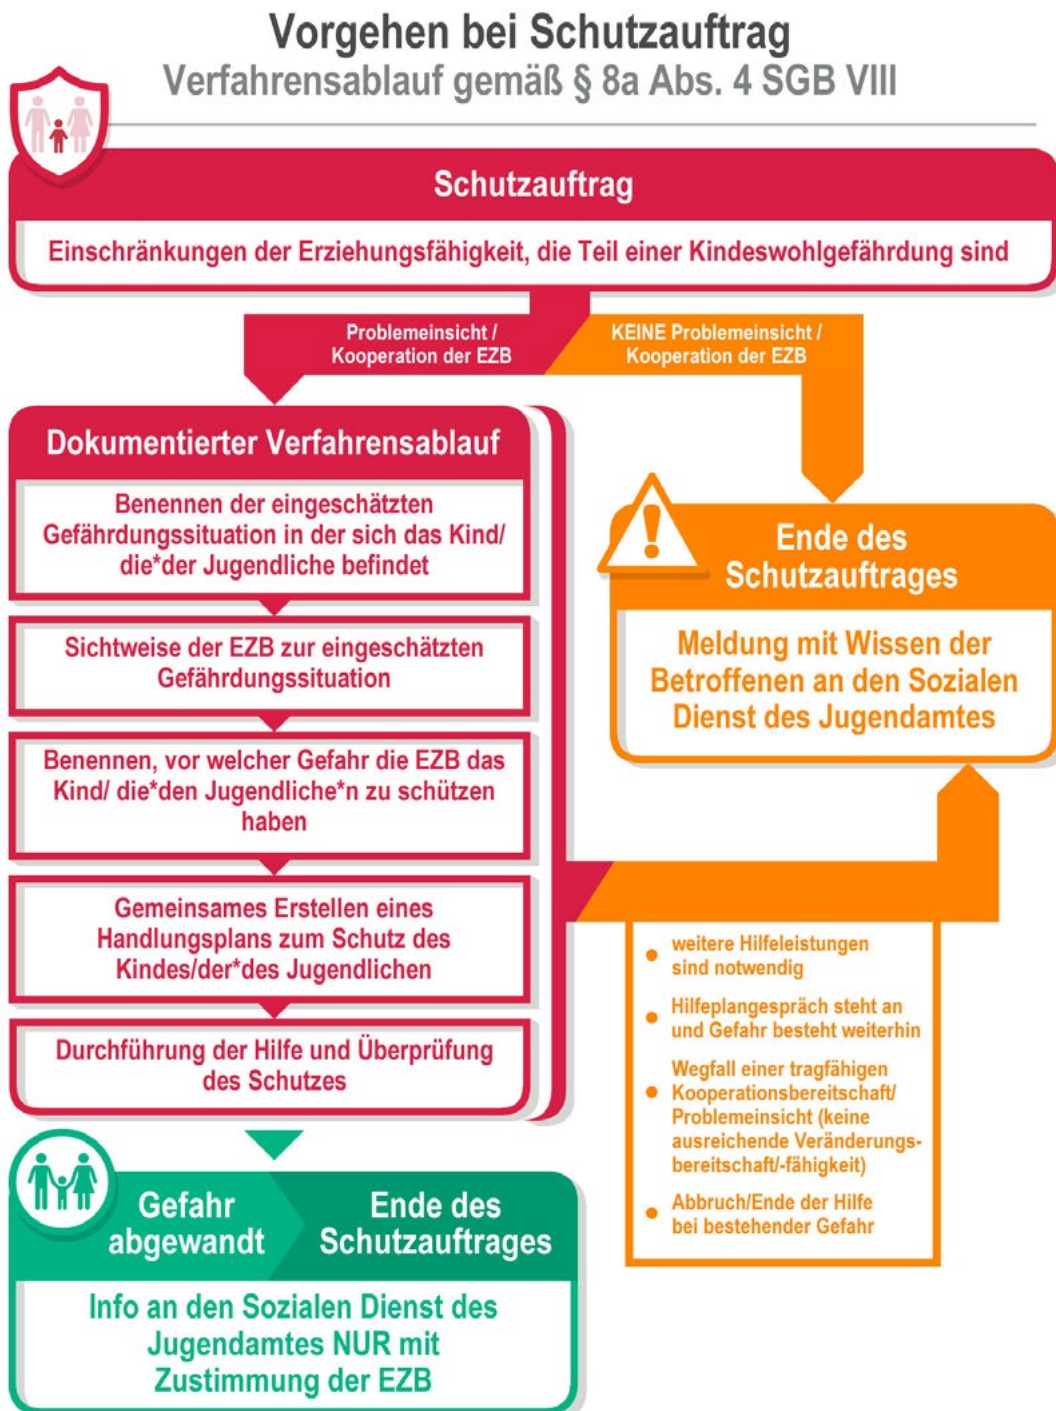 Vorgehen bei Schutzauftrag
Verfahrensablauf gemäß § 8a Abs. 4 SGB VIII
Schutzauftrag
Einschränkungen der Erziehungsfähigkeit, die Teil einer Kindeswohlgefährdung sind
Problemeinsicht /
Kooperation der EZB
KEINE Problemeinsicht /
Kooperation der EZB
Dokumentierter Verfahrensablauf
Benennen der eingeschätzten
Gefährdungssituation in der sich das Kind/
die*der Jugendliche befindet
Sichtweise der EZB zur eingeschätzten
Gefährdungssituation
Benennen, vor welcher Gefahr die EZB das
Kind/ die*den Jugendliche*n zu schützen
haben
Gemeinsames Erstellen eines
Handlungsplans zum Schutz des
Kindes/der*des Jugendlichen
Durchführung der Hilfe und Überprüfung
des Schutzes
Ende des
Schutzauftrages
Meldung mit Wissen der
Betroffenen an den Sozialen
Dienst des Jugendamtes
• weitere Hilfeleistungen
sind notwendig
• Hilfeplangespräch steht an
und Gefahr besteht weiterhin
Wegfall einer tragfähigen
• Kooperationsbereitschaft/
Problemeinsicht (keine
ausreichende Veränderungs-
bereitschaft/-fähigkeit)
• Abbruch/Ende der Hilfe
bei bestehender Gefahr
Gefahr
abgewandt
Ende des
Schutzauftrages
Info an den Sozialen Dienst des
Jugendamtes NUR mit
Zustimmung der EZB